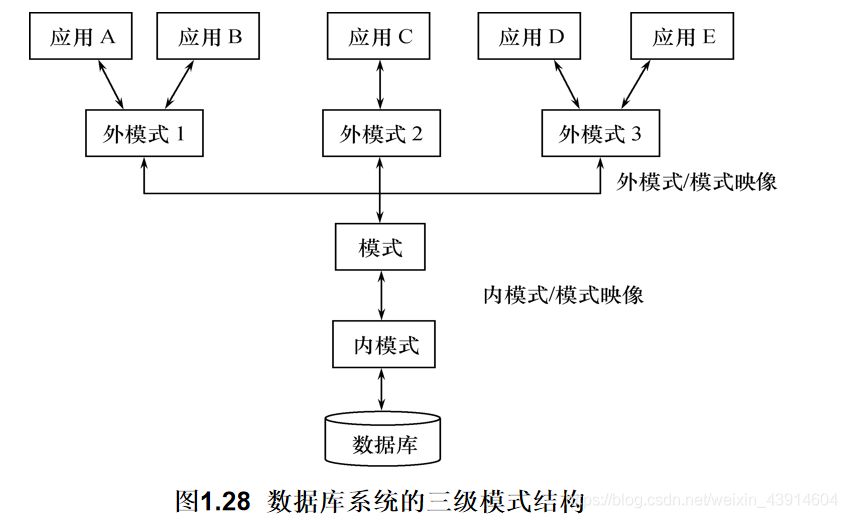 应用 A
应用 B
应用 C
应用 D
应用 E
外模式 1
外模式 2
外模式 3
外模式/模式映像
模式
内模式/模式映像
内模式
数据库
图1.28 数据库系统的三级模式结构
https://blog.csdn.net/weixin_43914604